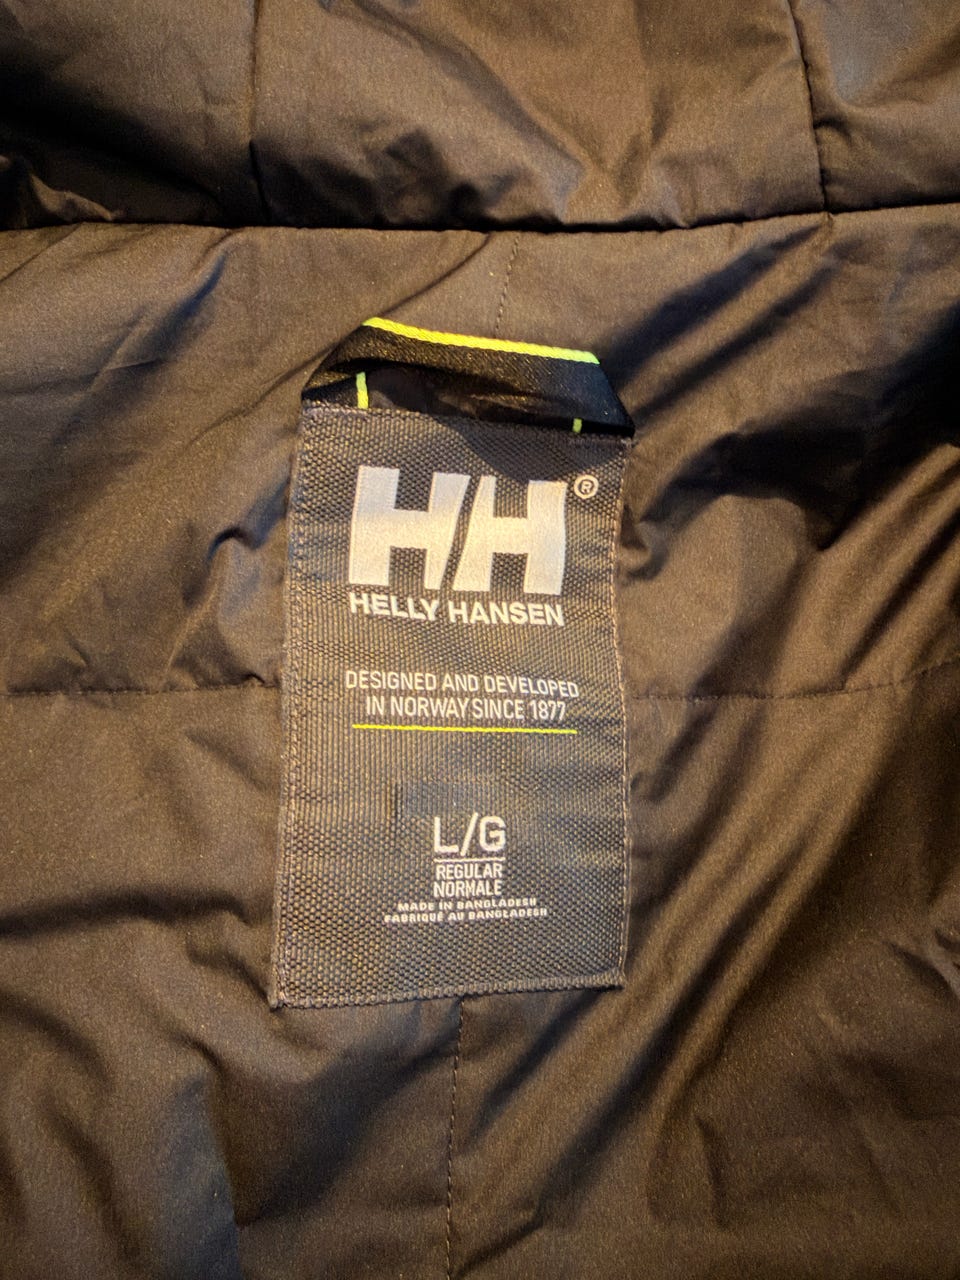 HH®
HELLY HANSEN
DESIGNED AND DEVELOPED
IN NORWAY SINCE 1877
L/G
REGULAR
NORMALE
MADE IN BANGLADESH
FABRIQUÉ AU BANGLADESH